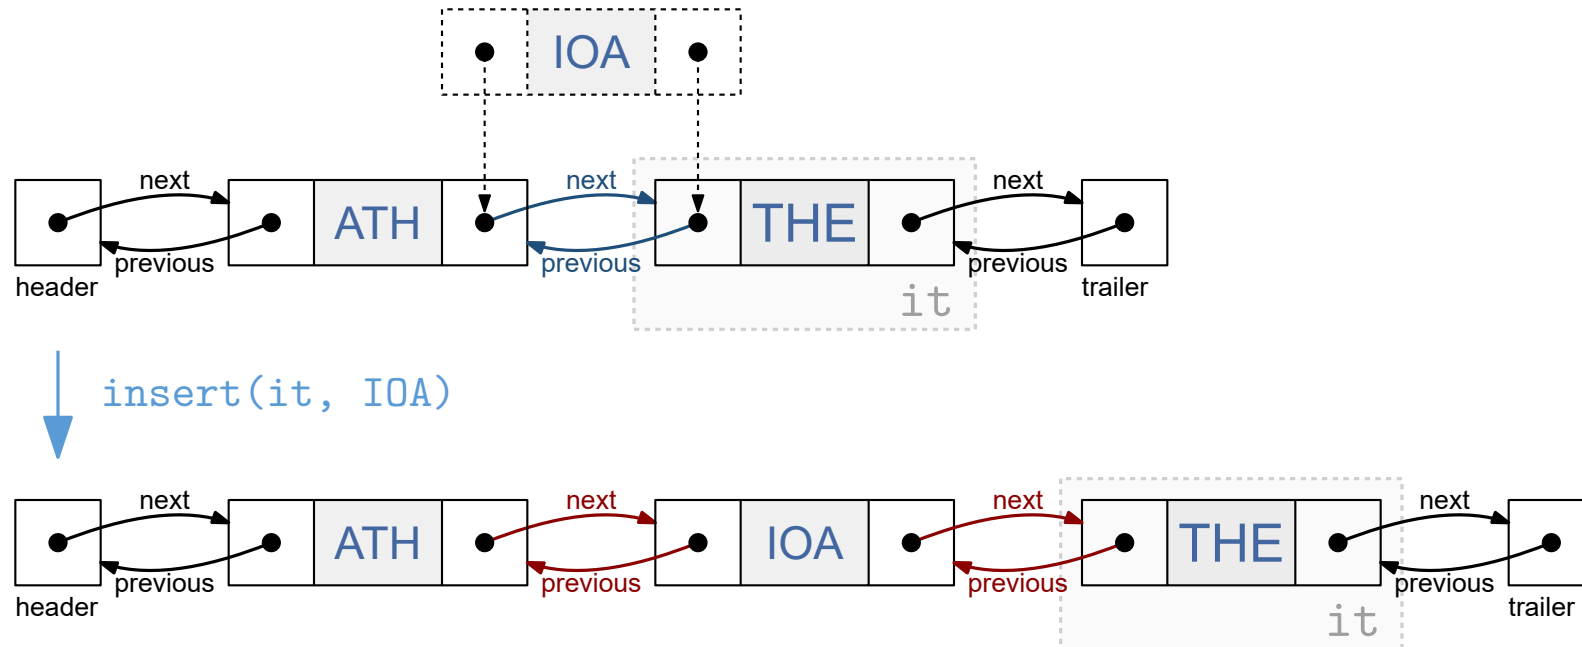 IOA
next next next
ATH THE
previous previous previous
header it trailer
insert(it, IOA)
next next next next
ATH IOA THE
previous previous previous previous
header it trailer